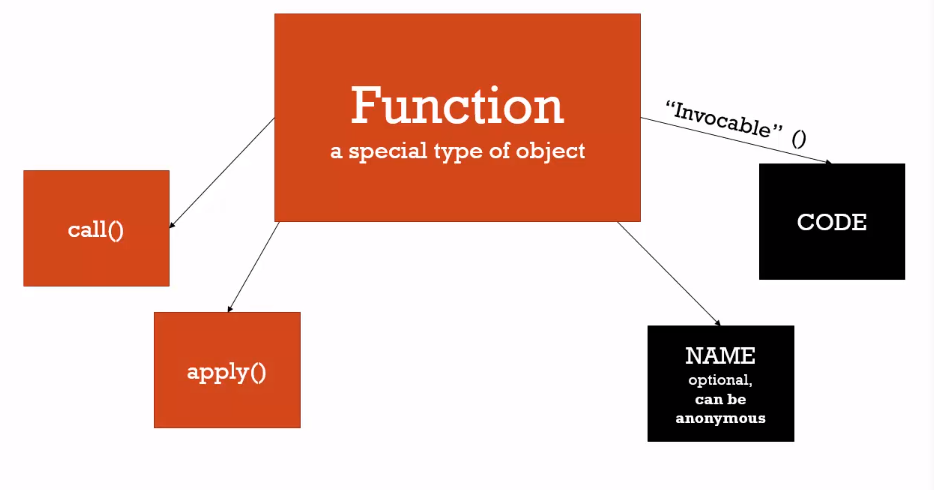 Function
a special type of object
“Invocable” ()
call()
CODE
apply()
NAME
optional,
can be
anonymous